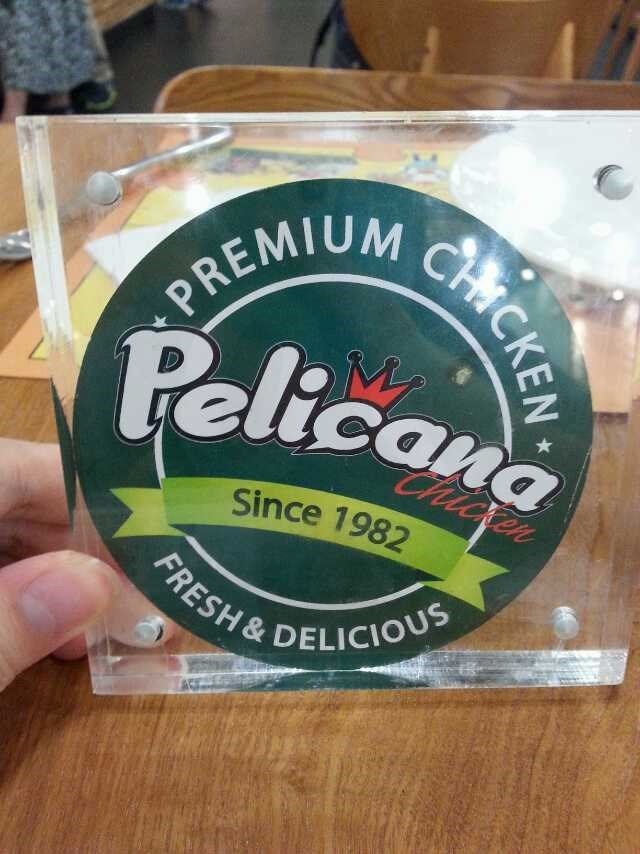 PREMIUM CHICKEN
Pelicana
Chicken
Since 1982
FRESH & DELICIOUS